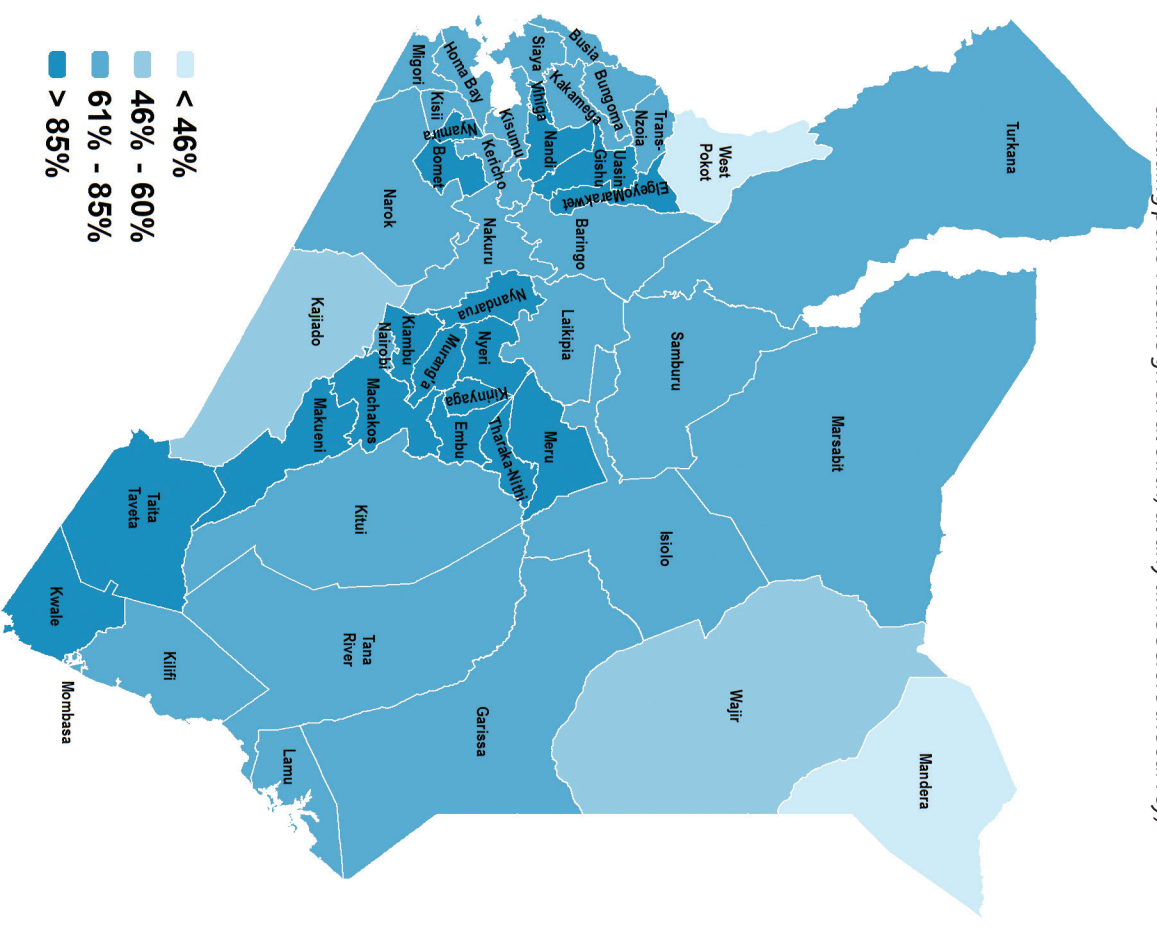 Turkana
Marsabit
Mandera
West
Pokot
Samburu
Wajir
Isiolo
Trans-
Nzoia
Bungoma
Busia
ElgeyoMarakwet
Uasin
Gishu
Baringo
Kakamega
Siaya
Vihiga
Nandi
Laikipia
Meru
Kisumu
Kericho
Nakuru
Nyandarua
Nyeri
Kirinyaga
Tharaka-Nithi
Embu
Garissa
Homa Bay
Migori
Kisii
Nyamira
Bomet
Narok
Murang'a
Kiambu
Nairobi
Machakos
Kitui
Tana
River
Kajiado
Makueni
Lamu
Taita
Taveta
Kilifi
Kwale
Mombasa
< 46%
46% - 60%
61% - 85%
> 85%